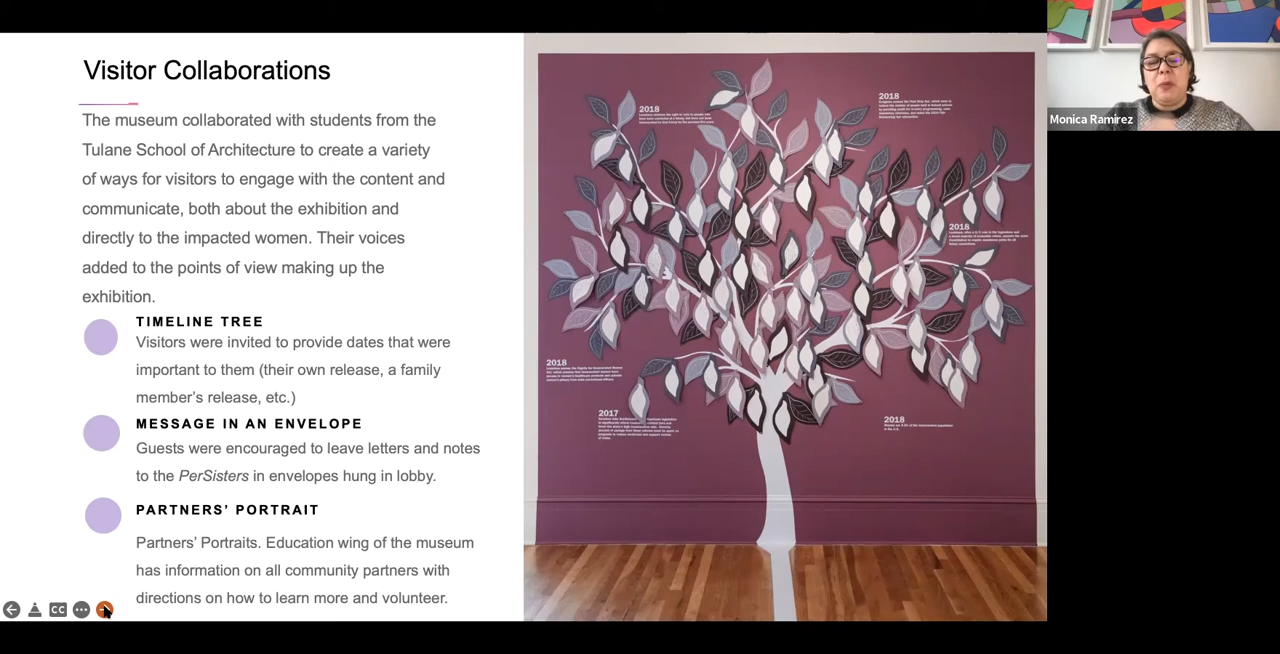 Visitor Collaborations
The museum collaborated with students from the
Tulane School of Architecture to create a variety
of ways for visitors to engage with the content and
communicate, both about the exhibition and
directly to the impacted women. Their voices
added to the points of view making up the
exhibition.
TIMELINE TREE
Visitors were invited to provide dates that were
important to them (their own release, a family
member's release, etc.)
MESSAGE IN AN ENVELOPE
Guests were encouraged to leave letters and notes
to the PerSisters in envelopes hung in lobby.
PARTNERS' PORTRAIT
Partners' Portraits. Education wing of the museum
has information on all community partners with
directions on how to learn more and volunteer.
CC
2018
2018
2018
2018
2017
2018
Monica Ramirez